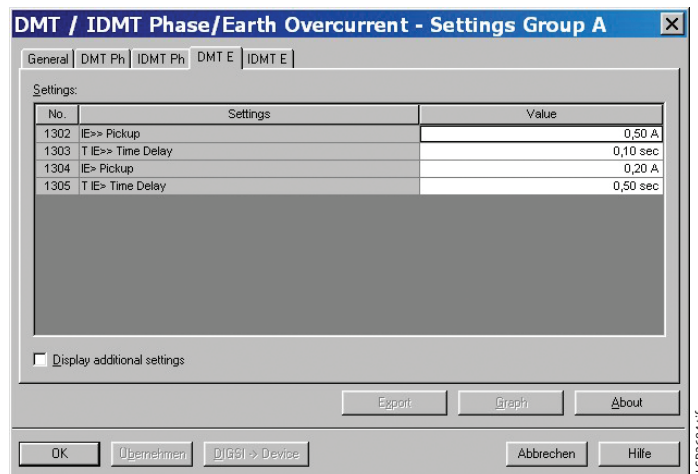 DMT / IDMT Phase/Earth Overcurrent - Settings Group A
General DMT Ph IDMT Ph DMT E IDMT E
Settings:
No. Settings Value
1302 IE>> Pickup 0,50 A
1303 T IE>> Time Delay 0,10 sec
1304 IE> Pickup 0,20 A
1305 T IE> Time Delay 0,50 sec
Display additional settings
Export Graph About
OK Übernehmen DIGSI -> Device Abbrechen Hilfe